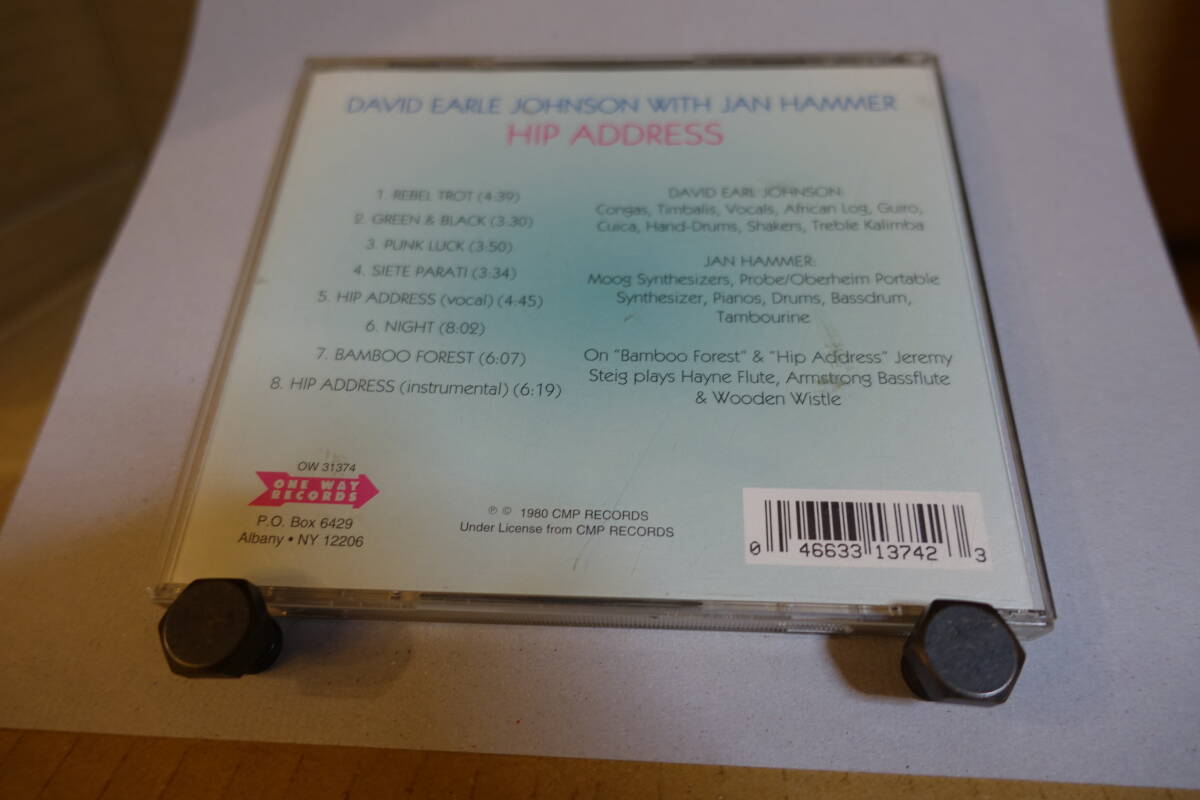 DAVID EARLE JOHNSON WITH JAN HAMMER
HIP ADDRESS
1. REBEL TROT (4:39)
2. GREEN & BLACK (3:30)
3. PUNK LUCK (3:50)
4. SIETE PARATI (3:34)
5. HIP ADDRESS (vocal) (4:45)
6. NIGHT (8:02)
7. BAMBOO FOREST (6:07)
8. HIP ADDRESS (instrumental) (6:19)
DAVID EARL JOHNSON:
Congas, Timbalis, Vocals, African Log, Guiro,
Cuica, Hand-Drums, Shakers, Treble Kalimba
JAN HAMMER:
Moog Synthesizers, Probe/Oberheim Portable
Synthesizer, Pianos, Drums, Bassdrum,
Tambourine
On "Bamboo Forest" & "Hip Address" Jeremy
Steig plays Hayne Flute, Armstrong Bassflute
& Wooden Wistle
OW 31374
ONE WAY
RECORDS
P.O. Box 6429
Albany • NY 12206
℗ © 1980 CMP RECORDS
Under License from CMP RECORDS
0 46633 13742 3